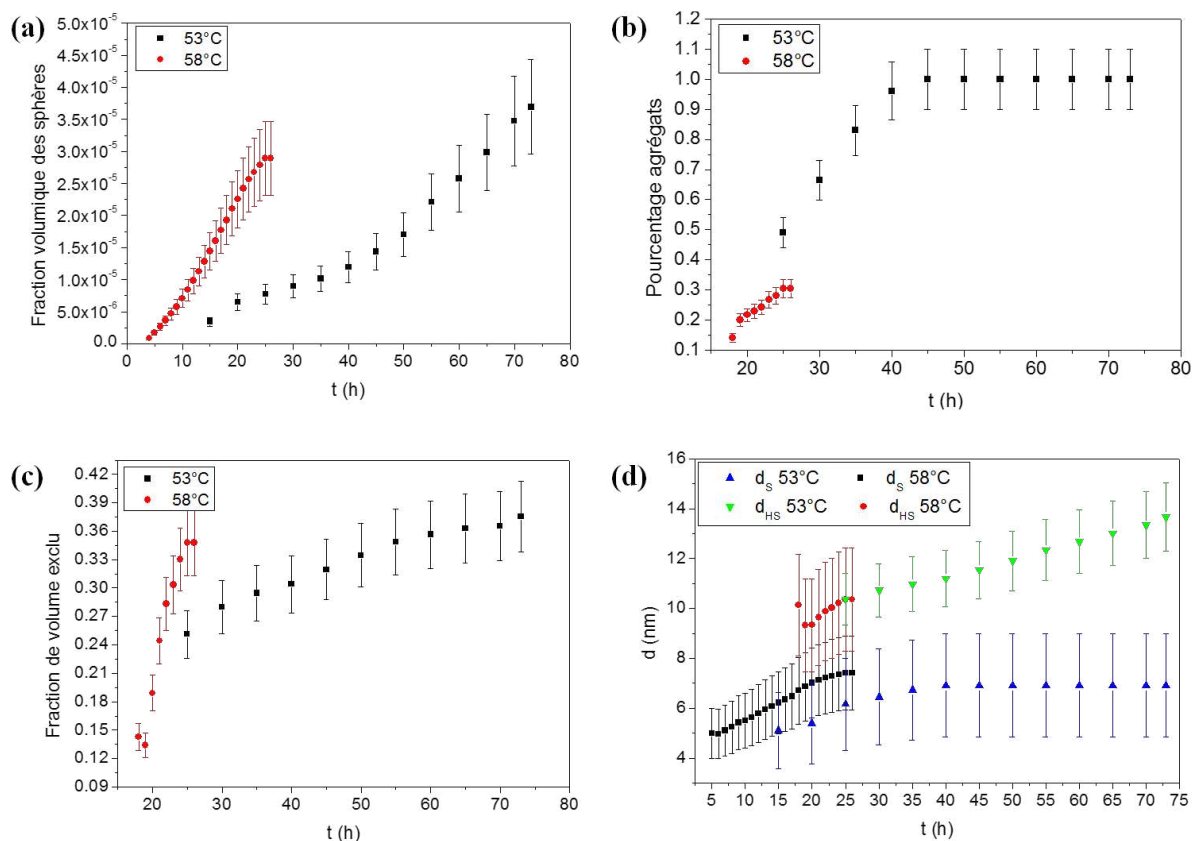 (a)
53°C
58°C
Fraction volumique des sphères
5.0x10⁻⁵
4.5x10⁻⁵
4.0x10⁻⁵
3.5x10⁻⁵
3.0x10⁻⁵
2.5x10⁻⁵
2.0x10⁻⁵
1.5x10⁻⁵
1.0x10⁻⁵
5.0x10⁻⁶
0.0
0 10 20 30 40 50 60 70 80
t (h)
(b)
53°C
58°C
Pourcentage agrégats
1.2
1.1
1.0
0.9
0.8
0.7
0.6
0.5
0.4
0.3
0.2
0.1
20 30 40 50 60 70 80
t (h)
(c)
53°C
58°C
Fraction de volume exclu
0.42
0.39
0.36
0.33
0.30
0.27
0.24
0.21
0.18
0.15
0.12
0.09
20 30 40 50 60 70 80
t (h)
(d)
d_S 53°C d_S 58°C
d_HS 53°C d_HS 58°C
d (nm)
16
14
12
10
8
6
4
5 10 15 20 25 30 35 40 45 50 55 60 65 70 75
t (h)